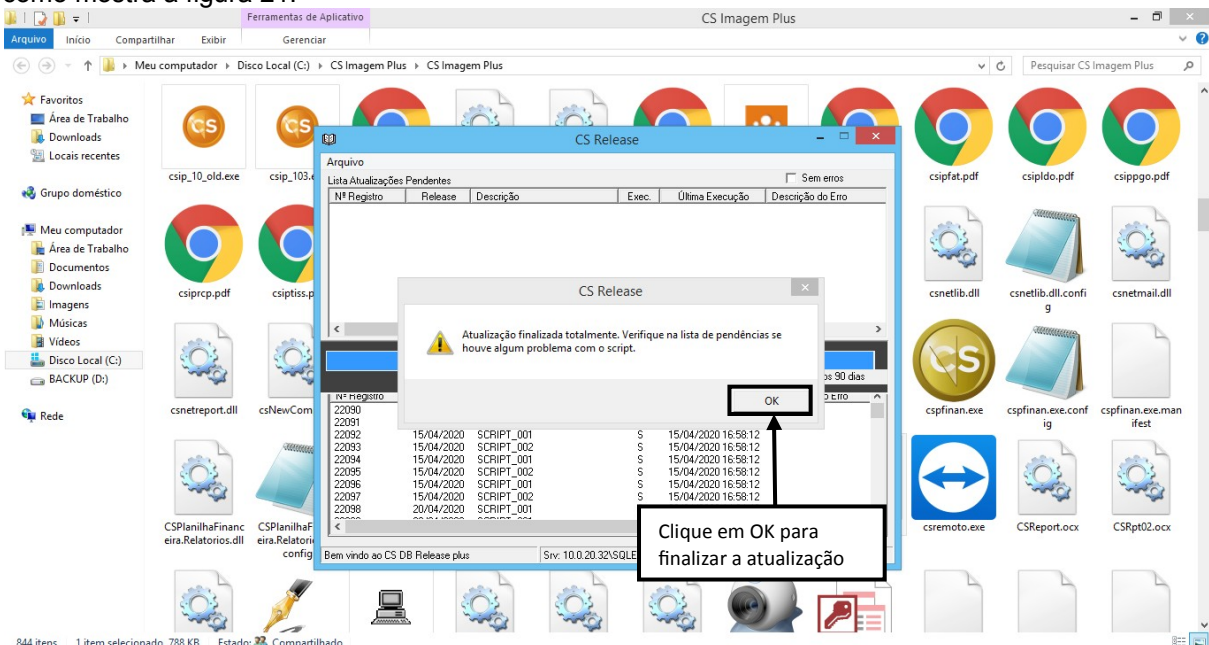 como mostra a figura 21.
Ferramentas de Aplicativo
CS Imagem Plus
Arquivo Início Compartilhar Exibir Gerenciar
Meu computador Disco Local (C:) CS Imagem Plus CS Imagem Plus
Pesquisar CS Imagem Plus
Favoritos
Área de Trabalho
Downloads
Locais recentes
Grupo doméstico
Meu computador
Área de Trabalho
Documentos
Downloads
Imagens
Músicas
Vídeos
Disco Local (C:)
BACKUP (D:)
Rede
csip_10_old.exe
csip_103.e
csipfat.pdf
csipldo.pdf
csippgo.pdf
csiprcp.pdf
csiptiss.p
csnetlib.dll
csnetlib.dll.confi
g
csnetmail.dll
csnetreport.dll
csNewCom
cspfinan.exe
cspfinan.exe.conf
ig
cspfinan.exe.man
ifest
CSPlanilhaFinanc
eira.Relatorios.dll
CSPlanilhaF
eira.Relatori
config
csremoto.exe
CSReport.ocx
CSRpt02.ocx
CS Release
Arquivo
Lista Atualizações Pendentes
Sem erros
Nº Registro Release Descrição Exec. Última Execução Descrição do Erro
CS Release
Atualização finalizada totalmente. Verifique na lista de pendências se
houve algum problema com o script.
OK
os 90 dias
Nº Registro
22090
22091
22092 15/04/2020 SCRIPT_001 S 15/04/2020 16:58:12
22093 15/04/2020 SCRIPT_002 S 15/04/2020 16:58:12
22094 15/04/2020 SCRIPT_001 S 15/04/2020 16:58:12
22095 15/04/2020 SCRIPT_002 S 15/04/2020 16:58:12
22096 15/04/2020 SCRIPT_001 S 15/04/2020 16:58:12
22097 15/04/2020 SCRIPT_002 S 15/04/2020 16:58:12
22098 20/04/2020 SCRIPT_001
Bem vindo ao CS DB Release plus
Srv: 10.0.20.32\SQLE
Clique em OK para
finalizar a atualização
844 itens 1 item selecionado 788 KB Estado: Compartilhado